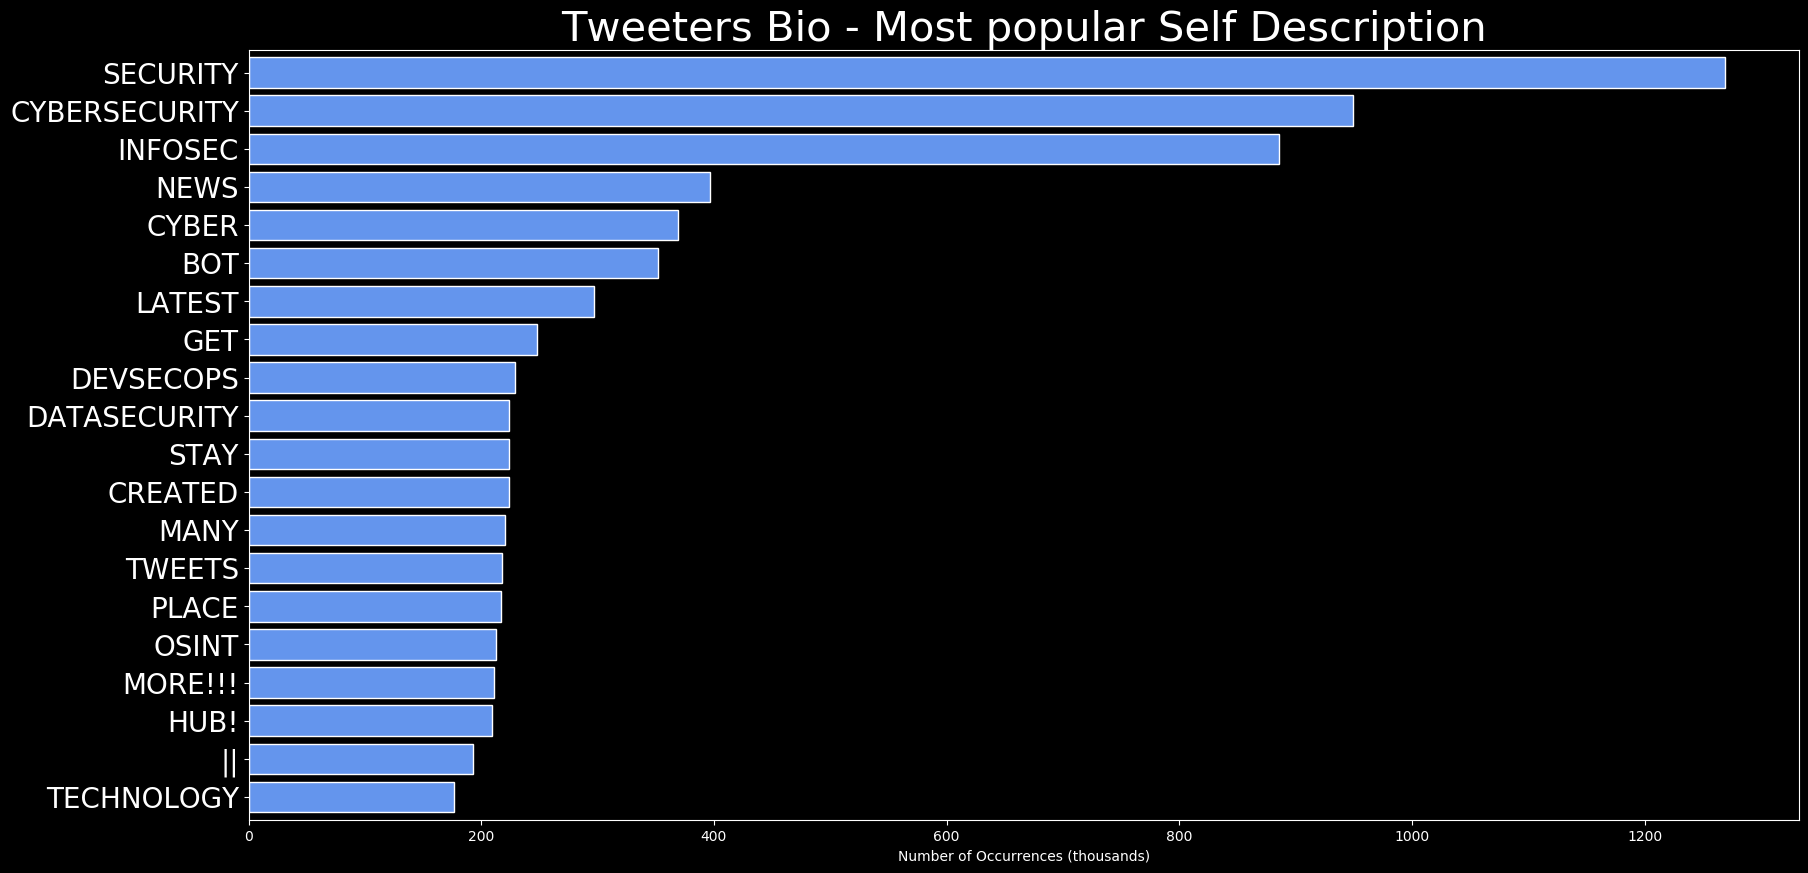 Tweeters Bio - Most popular Self Description
SECURITY
CYBERSECURITY
INFOSEC
NEWS
CYBER
BOT
LATEST
GET
DEVSECOPS
DATASECURITY
STAY
CREATED
MANY
TWEETS
PLACE
OSINT
MORE!!!
HUB!
||
TECHNOLOGY
0 200 400 600 800 1000 1200
Number of Occurrences (thousands)